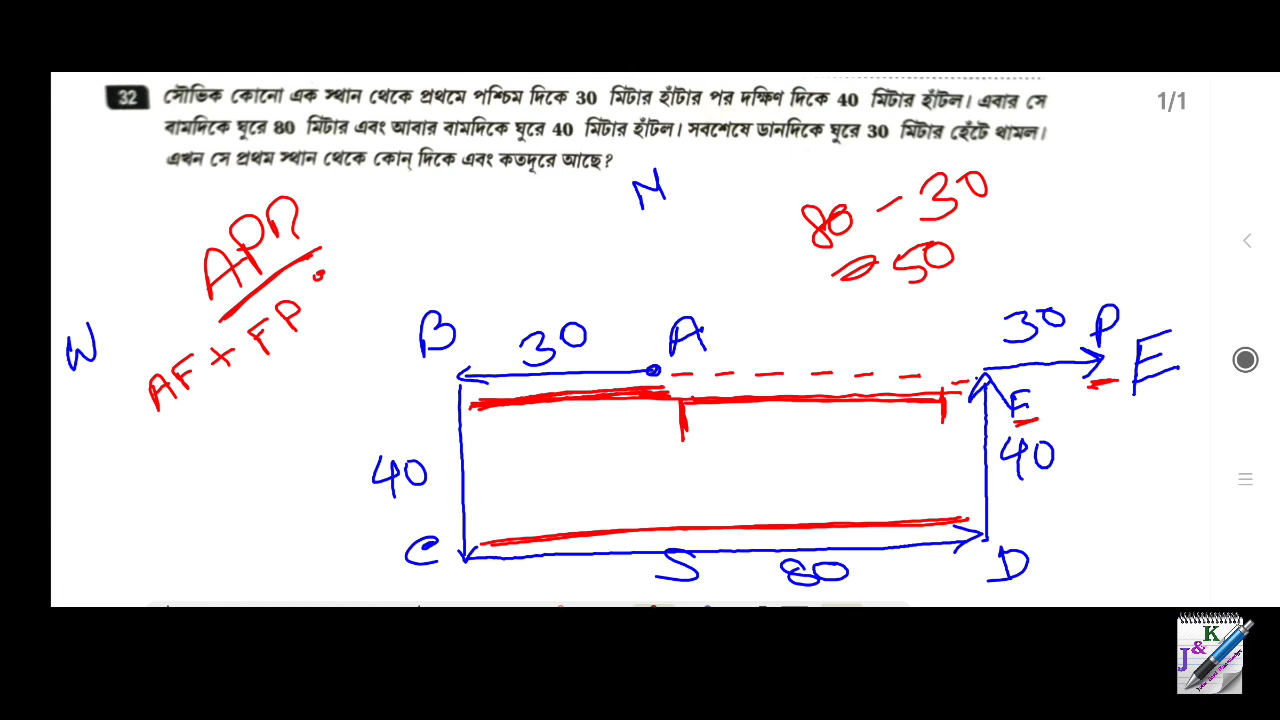 32 সৌভিক কোনো এক স্থান থেকে প্রথমে পশ্চিম দিকে 30 মিটার হাঁটার পর দক্ষিণ দিকে 40 মিটার হাঁটল। এবার সে
বামদিকে ঘুরে 80 মিটার এবং আবার বামদিকে ঘুরে 40 মিটার হাঁটল। সবশেষে ডানদিকে ঘুরে 30 মিটার হেঁটে থামল।
এখন সে প্রথম স্থান থেকে কোন্ দিকে এবং কতদূরে আছে?
1/1
N
80 - 30
= 50
AF + FP
W
B 30 A
30 P E
E
40
40
C S 80 D
J & K